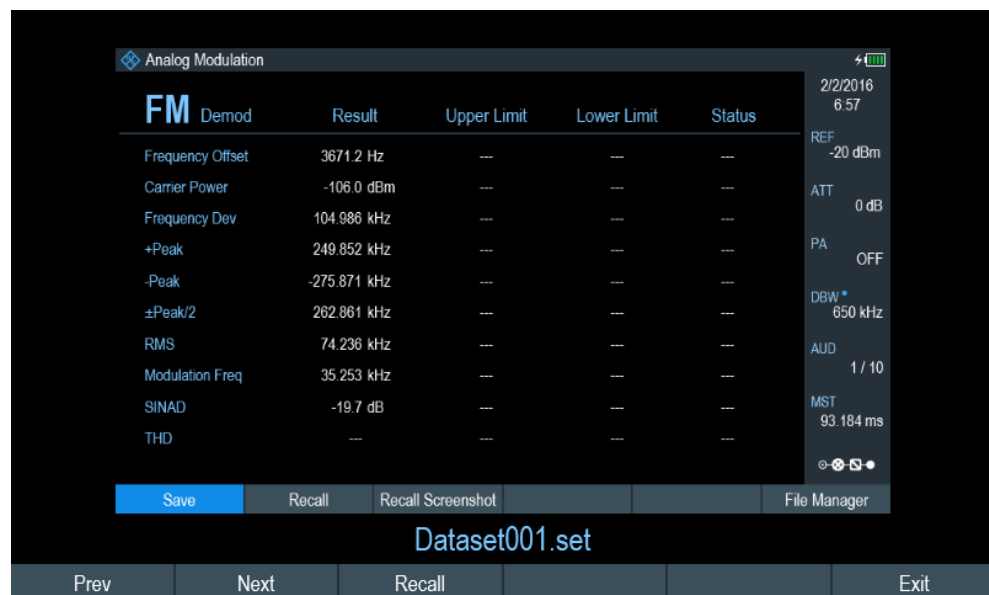 Analog Modulation
2/2/2016
6:57
FM Demod Result Upper Limit Lower Limit Status
REF
-20 dBm
Frequency Offset 3671.2 Hz --- --- ---
Carrier Power -106.0 dBm --- --- ---
ATT
0 dB
Frequency Dev 104.986 kHz --- --- ---
+Peak 249.852 kHz --- --- ---
PA
OFF
-Peak -275.871 kHz --- --- ---
±Peak/2 262.861 kHz --- --- ---
DBW
650 kHz
RMS 74.236 kHz --- --- ---
AUD
1 / 10
Modulation Freq 35.253 kHz --- --- ---
SINAD -19.7 dB --- --- ---
MST
93.184 ms
THD --- --- --- ---
Save Recall Recall Screenshot File Manager
Dataset001.set
Prev Next Recall Exit